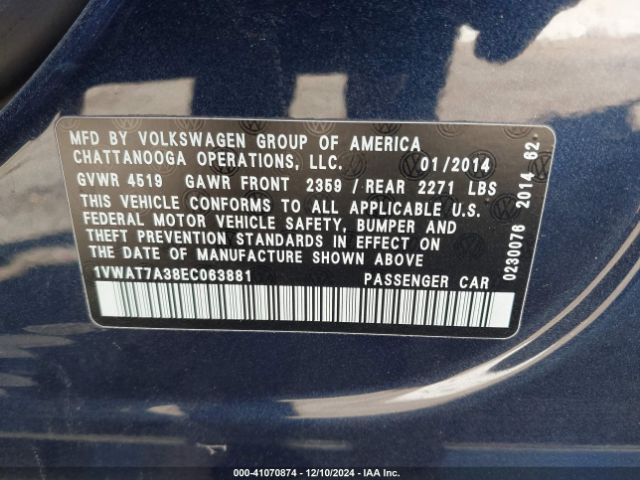 MFD BY VOLKSWAGEN GROUP OF AMERICA
CHATTANOOGA OPERATIONS, LLC. 01/2014
GVWR 4519 GAWR FRONT 2359 / REAR 2271 LBS
THIS VEHICLE CONFORMS TO ALL APPLICABLE U.S.
FEDERAL MOTOR VEHICLE SAFETY, BUMPER AND
THEFT PREVENTION STANDARDS IN EFFECT ON
THE DATE OF MANUFACTURE SHOWN ABOVE
1VWAT7A38EC063881 PASSENGER CAR
0230076 2014 62
000-41070874 | 12/10/2024 - IAA Inc.